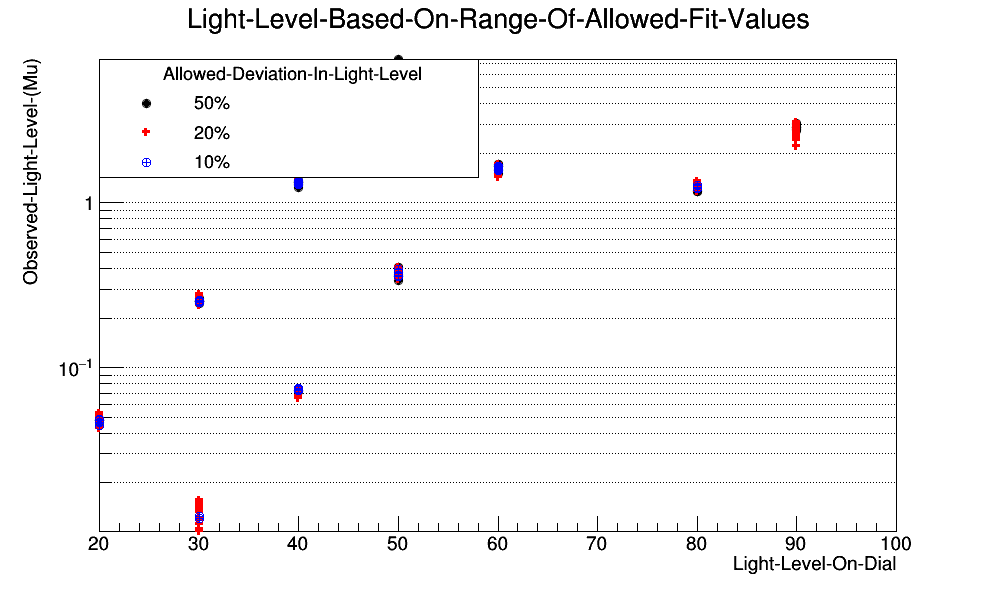 Light-Level-Based-On-Range-Of-Allowed-Fit-Values
Observed-Light-Level-(Mu)
Allowed-Deviation-In-Light-Level
50%
20%
10%
1
10⁻¹
20 30 40 50 60 70 80 90 100
Light-Level-On-Dial